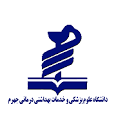 دانشگاه علوم پزشکی و خدمات بهداشتی درمانی جهرم